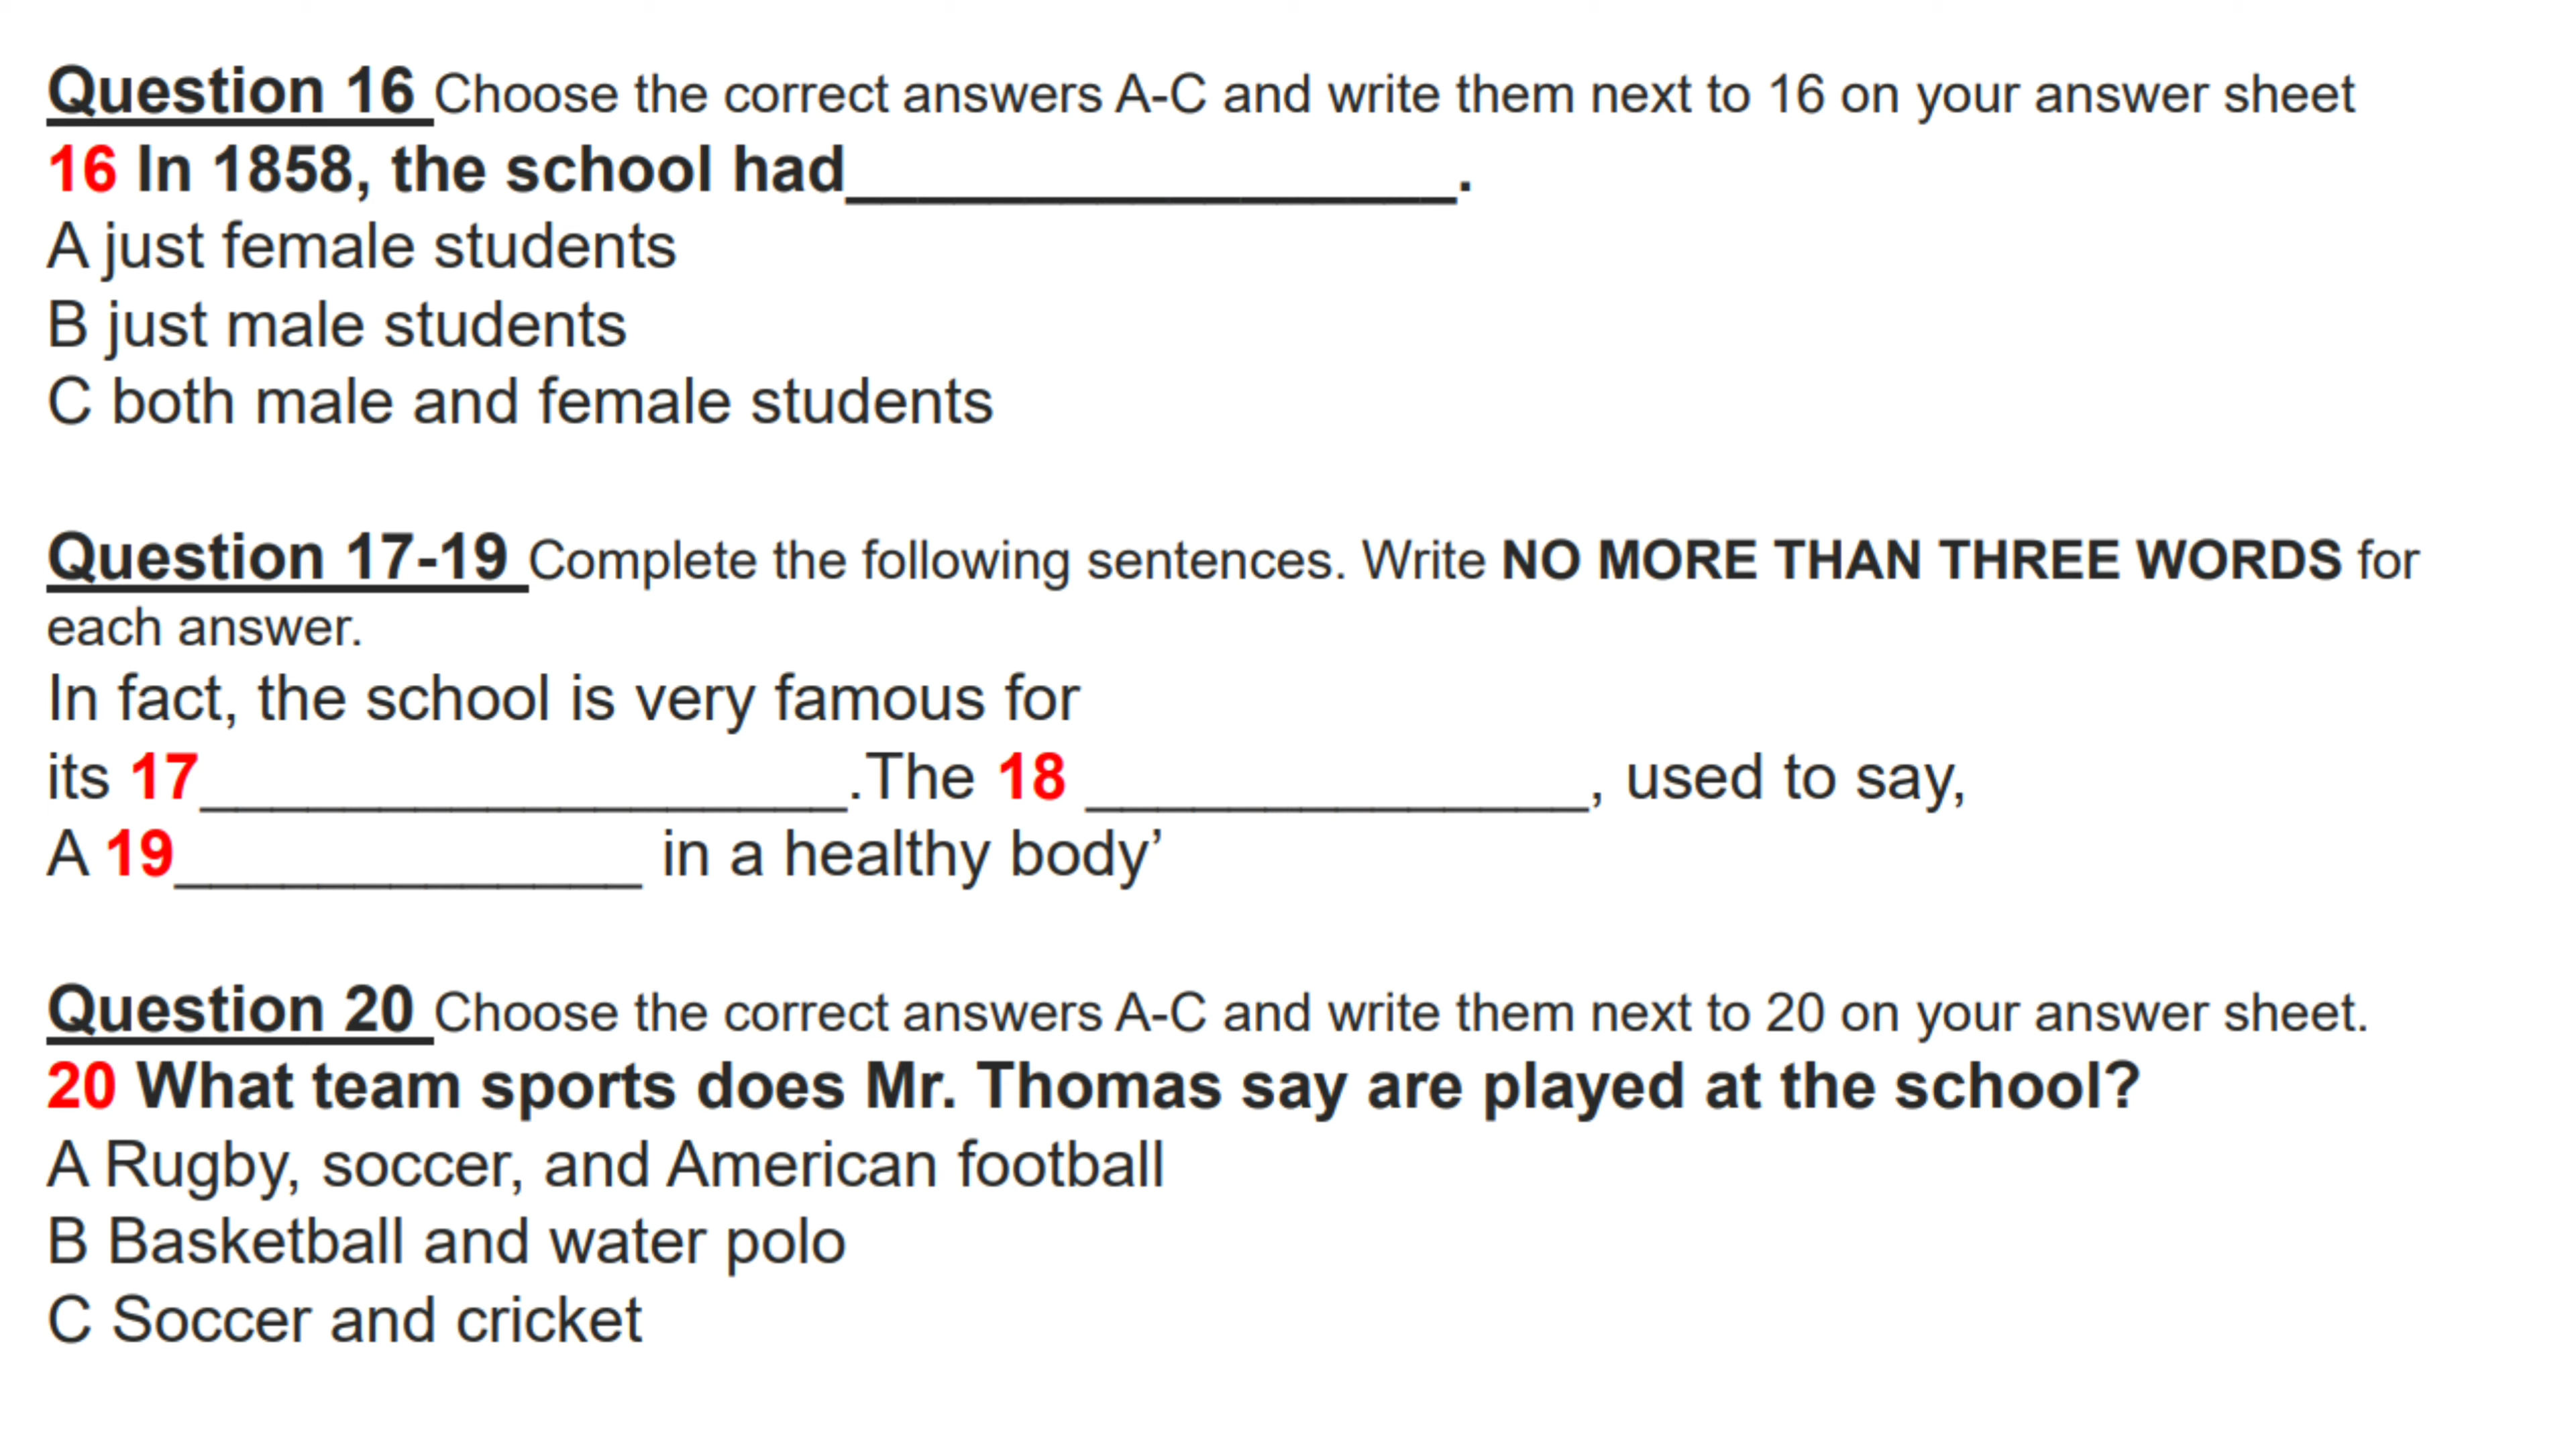 Question 16 Choose the correct answers A-C and write them next to 16 on your answer sheet
16 In 1858, the school had_________________.
A just female students
B just male students
C both male and female students
Question 17-19 Complete the following sentences. Write NO MORE THAN THREE WORDS for
each answer.
In fact, the school is very famous for
its 17__________________.The 18 ______________, used to say,
A 19_____________ in a healthy body’
Question 20 Choose the correct answers A-C and write them next to 20 on your answer sheet.
20 What team sports does Mr. Thomas say are played at the school?
A Rugby, soccer, and American football
B Basketball and water polo
C Soccer and cricket